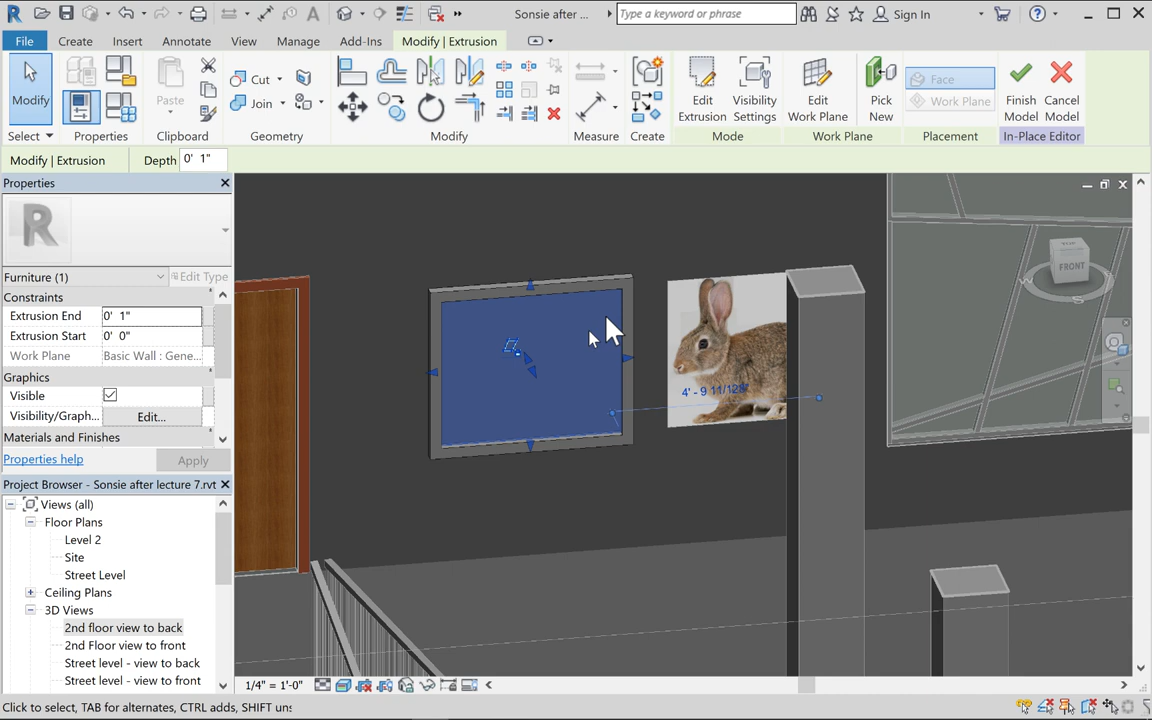 Sonsie after ...
Type a keyword or phrase
Sign In
File
Create
Insert
Annotate
View
Manage
Add-Ins
Modify | Extrusion
Modify
Paste
Cut
Join
Edit Extrusion
Visibility Settings
Edit Work Plane
Pick New
Face
Work Plane
Finish Model
Cancel Model
Select
Properties
Clipboard
Geometry
Modify
Measure
Create
Mode
Work Plane
Placement
In-Place Editor
Modify | Extrusion
Depth
0' 1"
Properties
Furniture (1)
Edit Type
Constraints
Extrusion End 0' 1"
Extrusion Start 0' 0"
Work Plane Basic Wall : Gene...
Graphics
Visible
Visibility/Graph... Edit...
Materials and Finishes
Properties help
Apply
Project Browser - Sonsie after lecture 7.rvt
Views (all)
Floor Plans
Level 2
Site
Street Level
Ceiling Plans
3D Views
2nd floor view to back
2nd Floor view to front
Street level - view to back
Street level - view to front
4' - 9 11/128"
FRONT
1/4" = 1'-0"
Click to select, TAB for alternates, CTRL adds, SHIFT uns